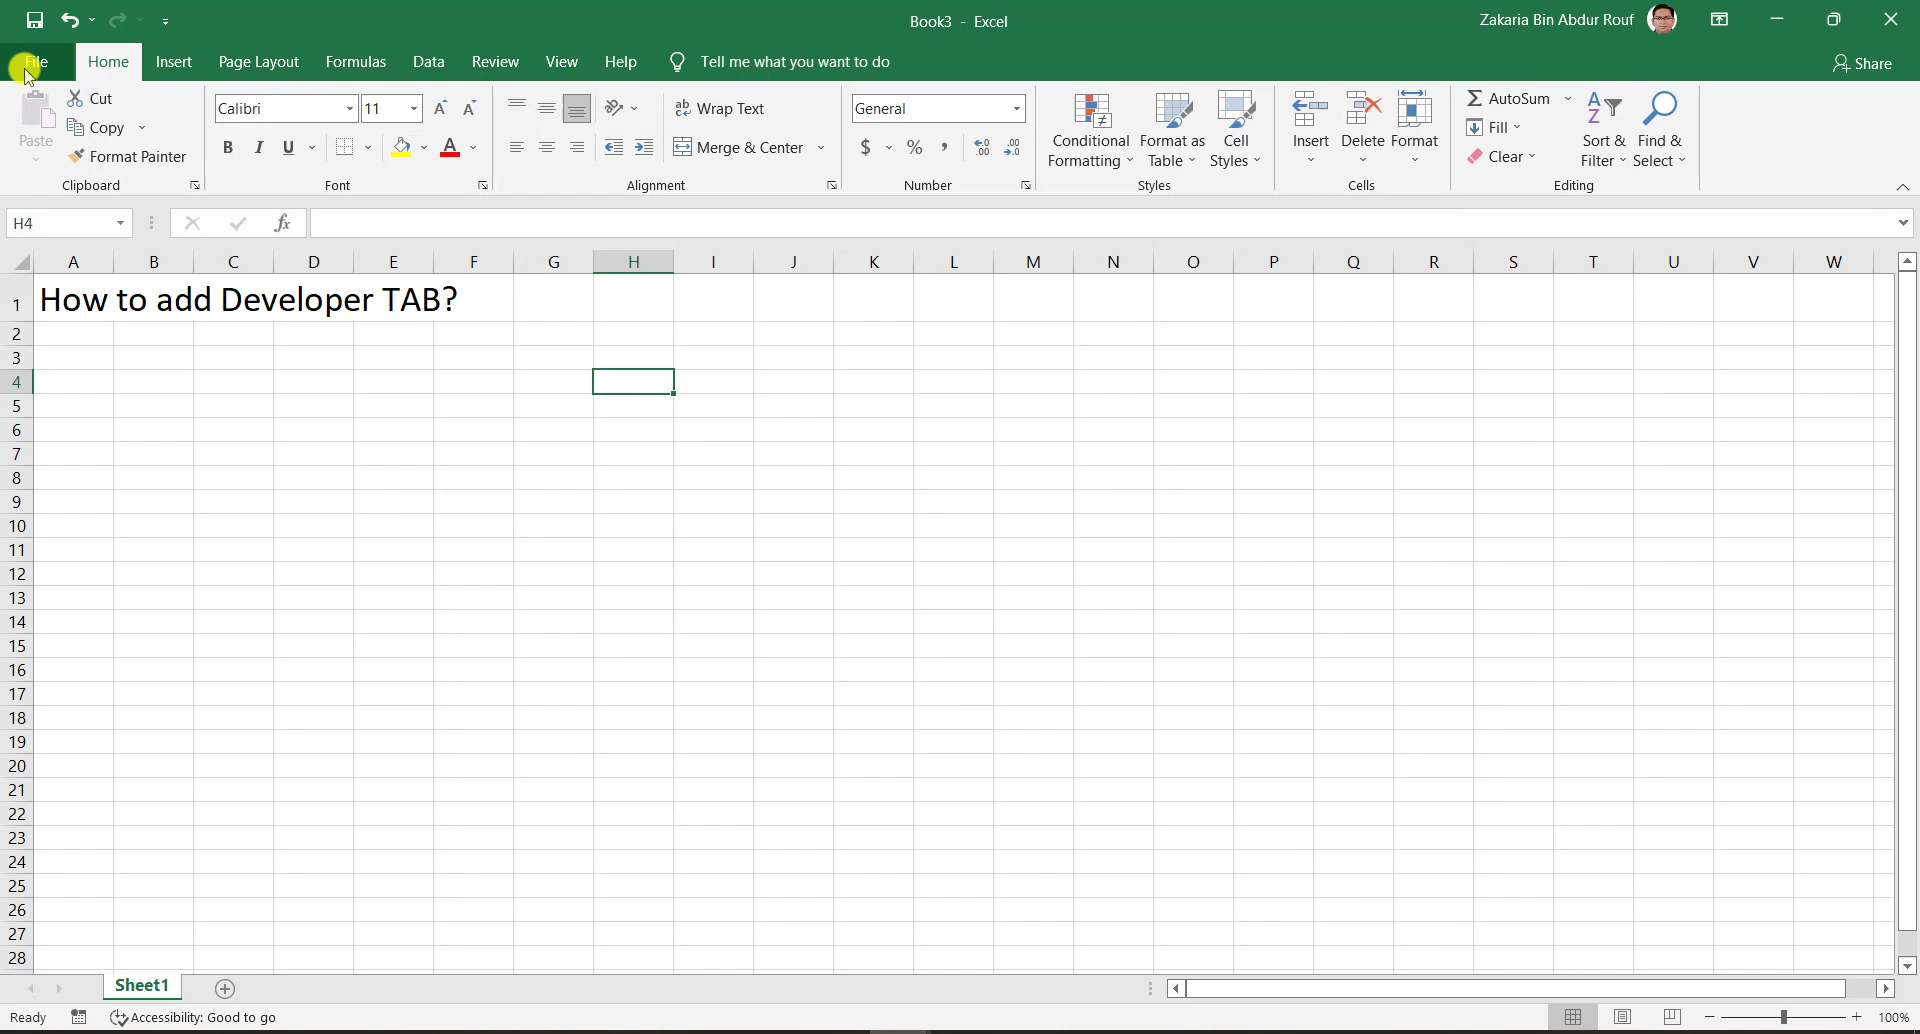 Book3 - Excel
Zakaria Bin Abdur Rouf
File Home Insert Page Layout Formulas Data Review View Help Tell me what you want to do
Share
Paste
Cut
Copy
Format Painter
Clipboard
Calibri 11
B I U A
Font
Wrap Text
Merge & Center
Alignment
General
$ % , .00 .00
Number
Conditional Formatting
Format as Table
Cell Styles
Styles
Insert Delete Format
Cells
AutoSum
Fill
Clear
Sort & Filter
Find & Select
Editing
H4
fx
A B C D E F G H I J K L M N O P Q R S T U V W
1 How to add Developer TAB?
2
3
4
5
6
7
8
9
10
11
12
13
14
15
16
17
18
19
20
21
22
23
24
25
26
27
28
Sheet1
Ready Accessibility: Good to go 100%